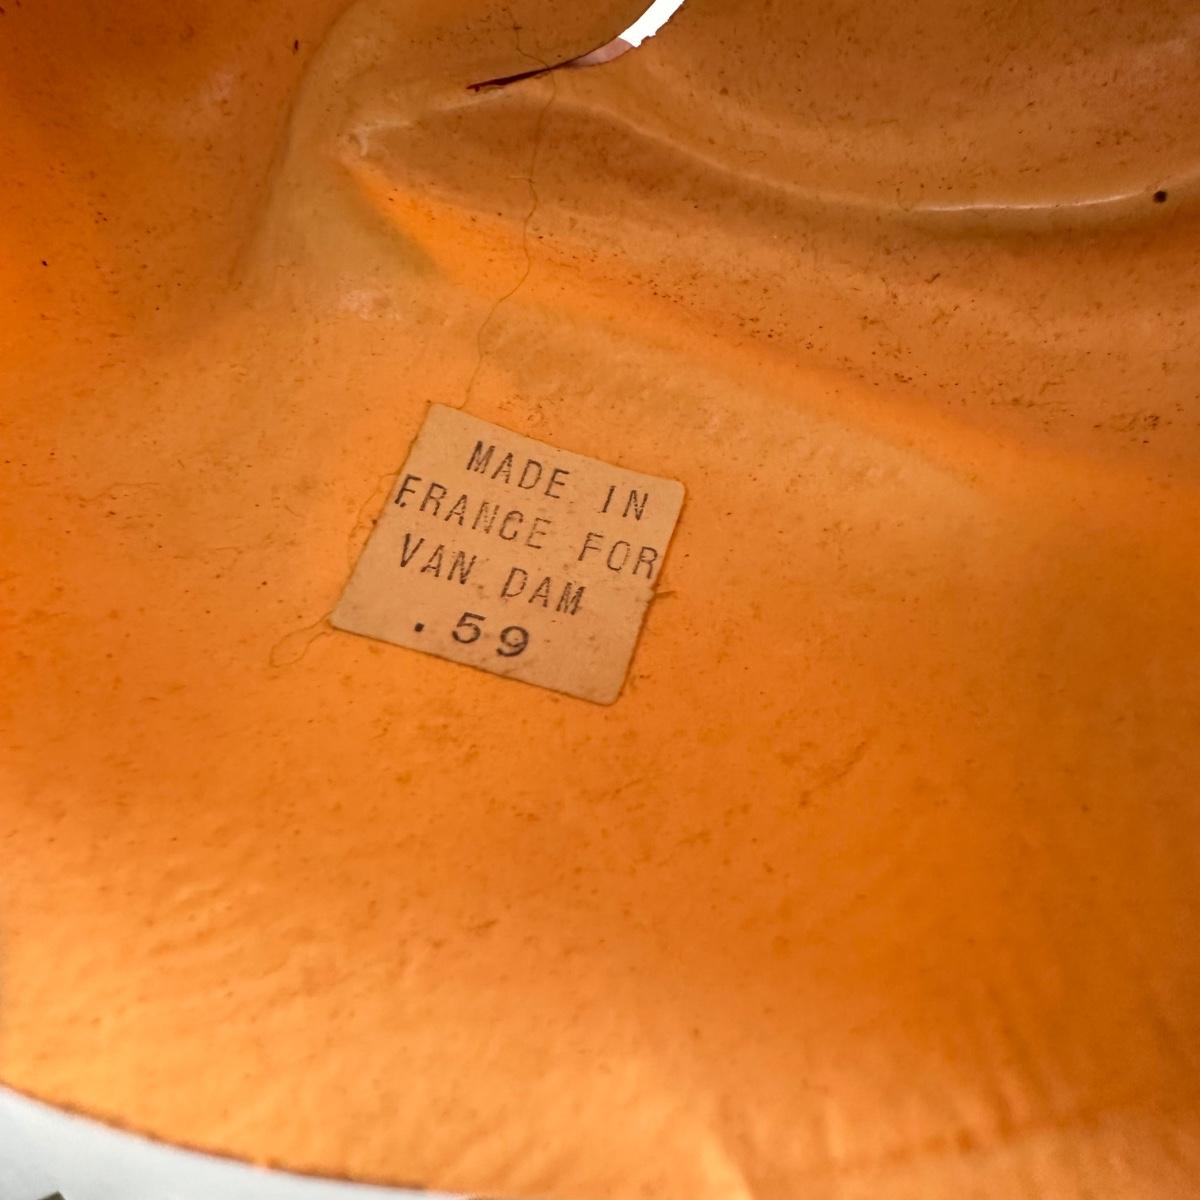 MADE IN
FRANCE FOR
VAN DAM
.59